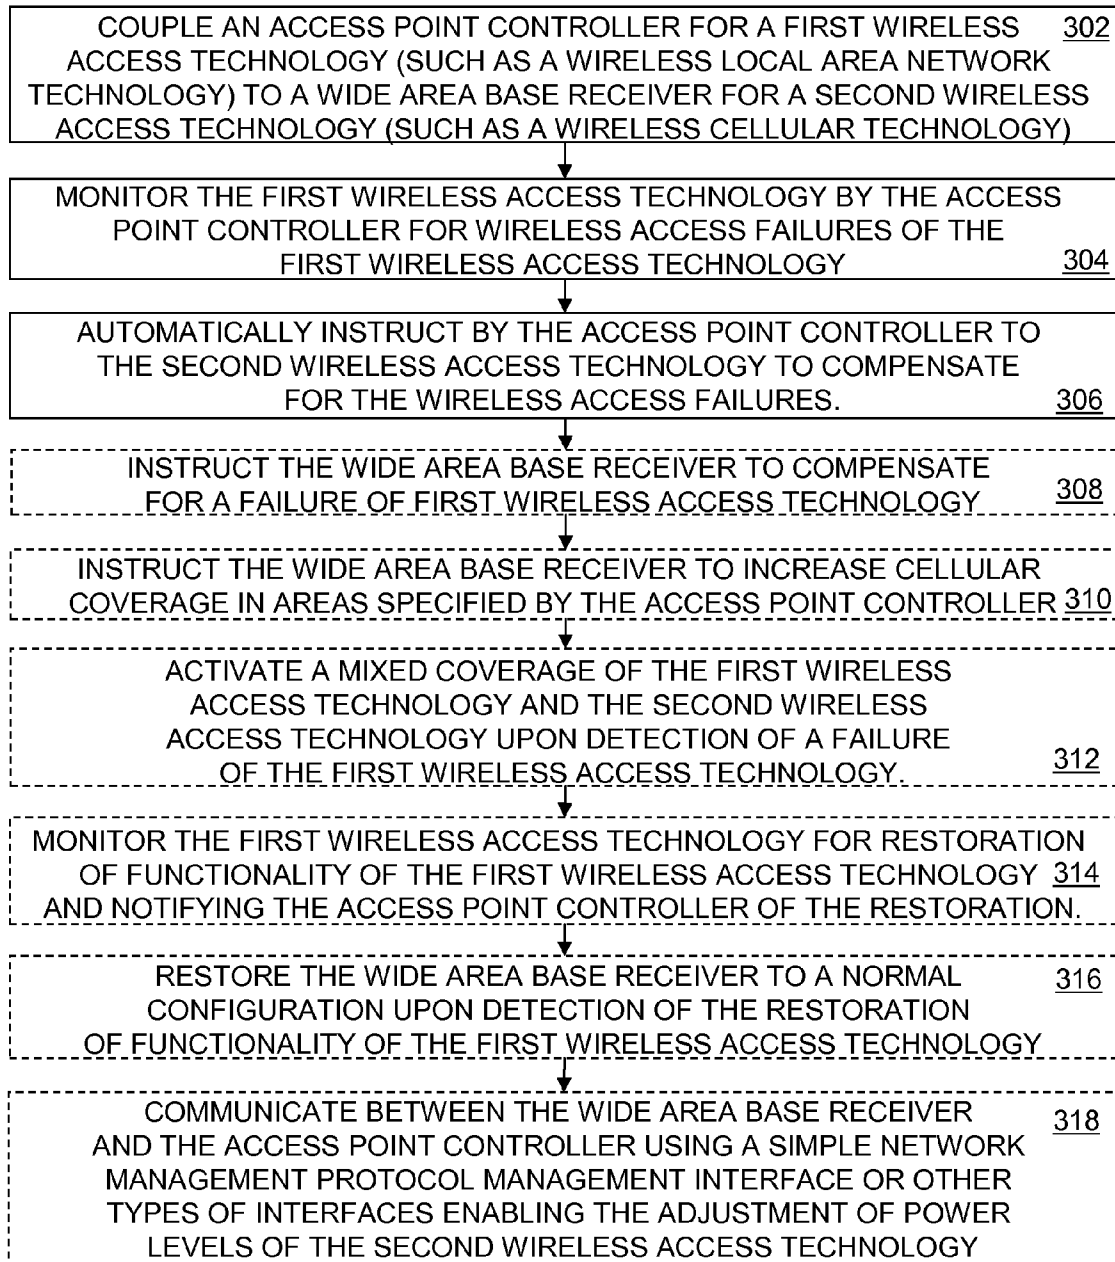 COUPLE AN ACCESS POINT CONTROLLER FOR A FIRST WIRELESS 302
ACCESS TECHNOLOGY (SUCH AS A WIRELESS LOCAL AREA NETWORK
TECHNOLOGY) TO A WIDE AREA BASE RECEIVER FOR A SECOND WIRELESS
ACCESS TECHNOLOGY (SUCH AS A WIRELESS CELLULAR TECHNOLOGY)
MONITOR THE FIRST WIRELESS ACCESS TECHNOLOGY BY THE ACCESS
POINT CONTROLLER FOR WIRELESS ACCESS FAILURES OF THE
FIRST WIRELESS ACCESS TECHNOLOGY 304
AUTOMATICALLY INSTRUCT BY THE ACCESS POINT CONTROLLER TO
THE SECOND WIRELESS ACCESS TECHNOLOGY TO COMPENSATE
FOR THE WIRELESS ACCESS FAILURES. 306
INSTRUCT THE WIDE AREA BASE RECEIVER TO COMPENSATE
FOR A FAILURE OF FIRST WIRELESS ACCESS TECHNOLOGY 308
INSTRUCT THE WIDE AREA BASE RECEIVER TO INCREASE CELLULAR
COVERAGE IN AREAS SPECIFIED BY THE ACCESS POINT CONTROLLER 310
ACTIVATE A MIXED COVERAGE OF THE FIRST WIRELESS
ACCESS TECHNOLOGY AND THE SECOND WIRELESS
ACCESS TECHNOLOGY UPON DETECTION OF A FAILURE
OF THE FIRST WIRELESS ACCESS TECHNOLOGY. 312
MONITOR THE FIRST WIRELESS ACCESS TECHNOLOGY FOR RESTORATION
OF FUNCTIONALITY OF THE FIRST WIRELESS ACCESS TECHNOLOGY 314
AND NOTIFYING THE ACCESS POINT CONTROLLER OF THE RESTORATION.
RESTORE THE WIDE AREA BASE RECEIVER TO A NORMAL 316
CONFIGURATION UPON DETECTION OF THE RESTORATION
OF FUNCTIONALITY OF THE FIRST WIRELESS ACCESS TECHNOLOGY
COMMUNICATE BETWEEN THE WIDE AREA BASE RECEIVER 318
AND THE ACCESS POINT CONTROLLER USING A SIMPLE NETWORK
MANAGEMENT PROTOCOL MANAGEMENT INTERFACE OR OTHER
TYPES OF INTERFACES ENABLING THE ADJUSTMENT OF POWER
LEVELS OF THE SECOND WIRELESS ACCESS TECHNOLOGY